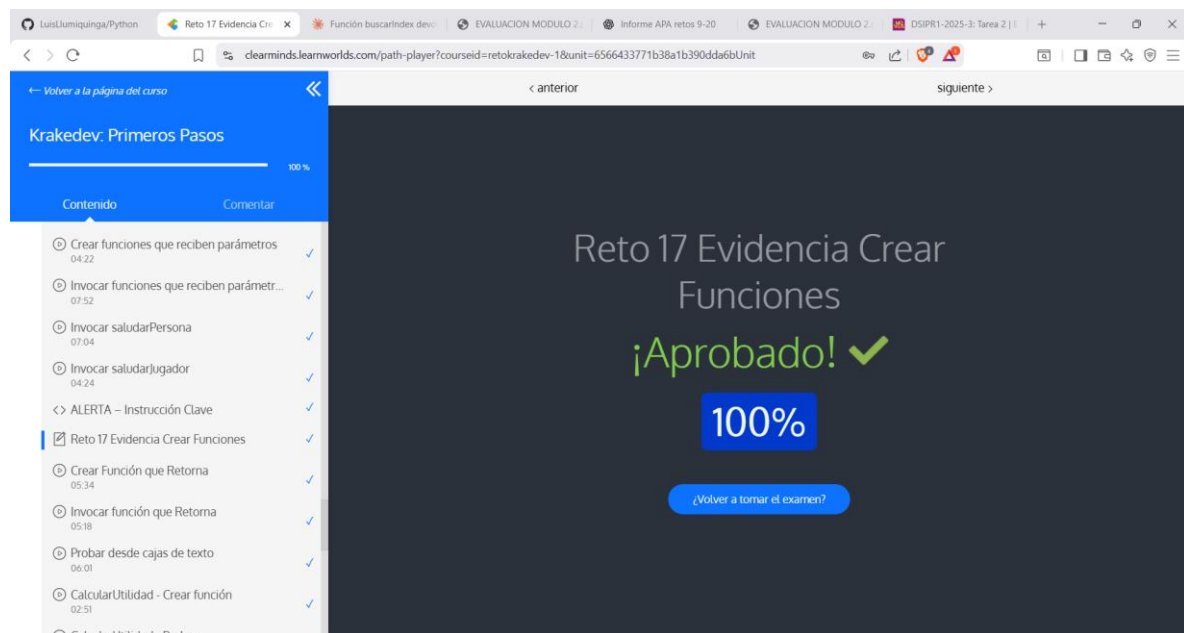 LuisLlumiquinga/Python
Reto 17 Evidencia Cre
Función buscarIndex devo
EVALUACION MODULO 2.
Informe APA retos 9-20
EVALUACION MODULO 2.
DSIPR1-2025-3: Tarea 2 |
clearminds.learnworlds.com/path-player?courseid=retokrakedev-1&unit=6566433771b38a1b390dda6bUnit
← Volver a la página del curso
< anterior
siguiente >
Krakedev: Primeros Pasos
100 %
Contenido
Comentar
Crear funciones que reciben parámetros
04:22
Invocar funciones que reciben parámetr...
07:52
Invocar saludarPersona
07:04
Invocar saludarJugador
04:24
<> ALERTA – Instrucción Clave
Reto 17 Evidencia Crear Funciones
Crear Función que Retorna
05:34
Invocar función que Retorna
05:18
Probar desde cajas de texto
06:01
CalcularUtilidad - Crear función
02:51
Reto 17 Evidencia Crear
Funciones
¡Aprobado!
100%
¿Volver a tomar el examen?